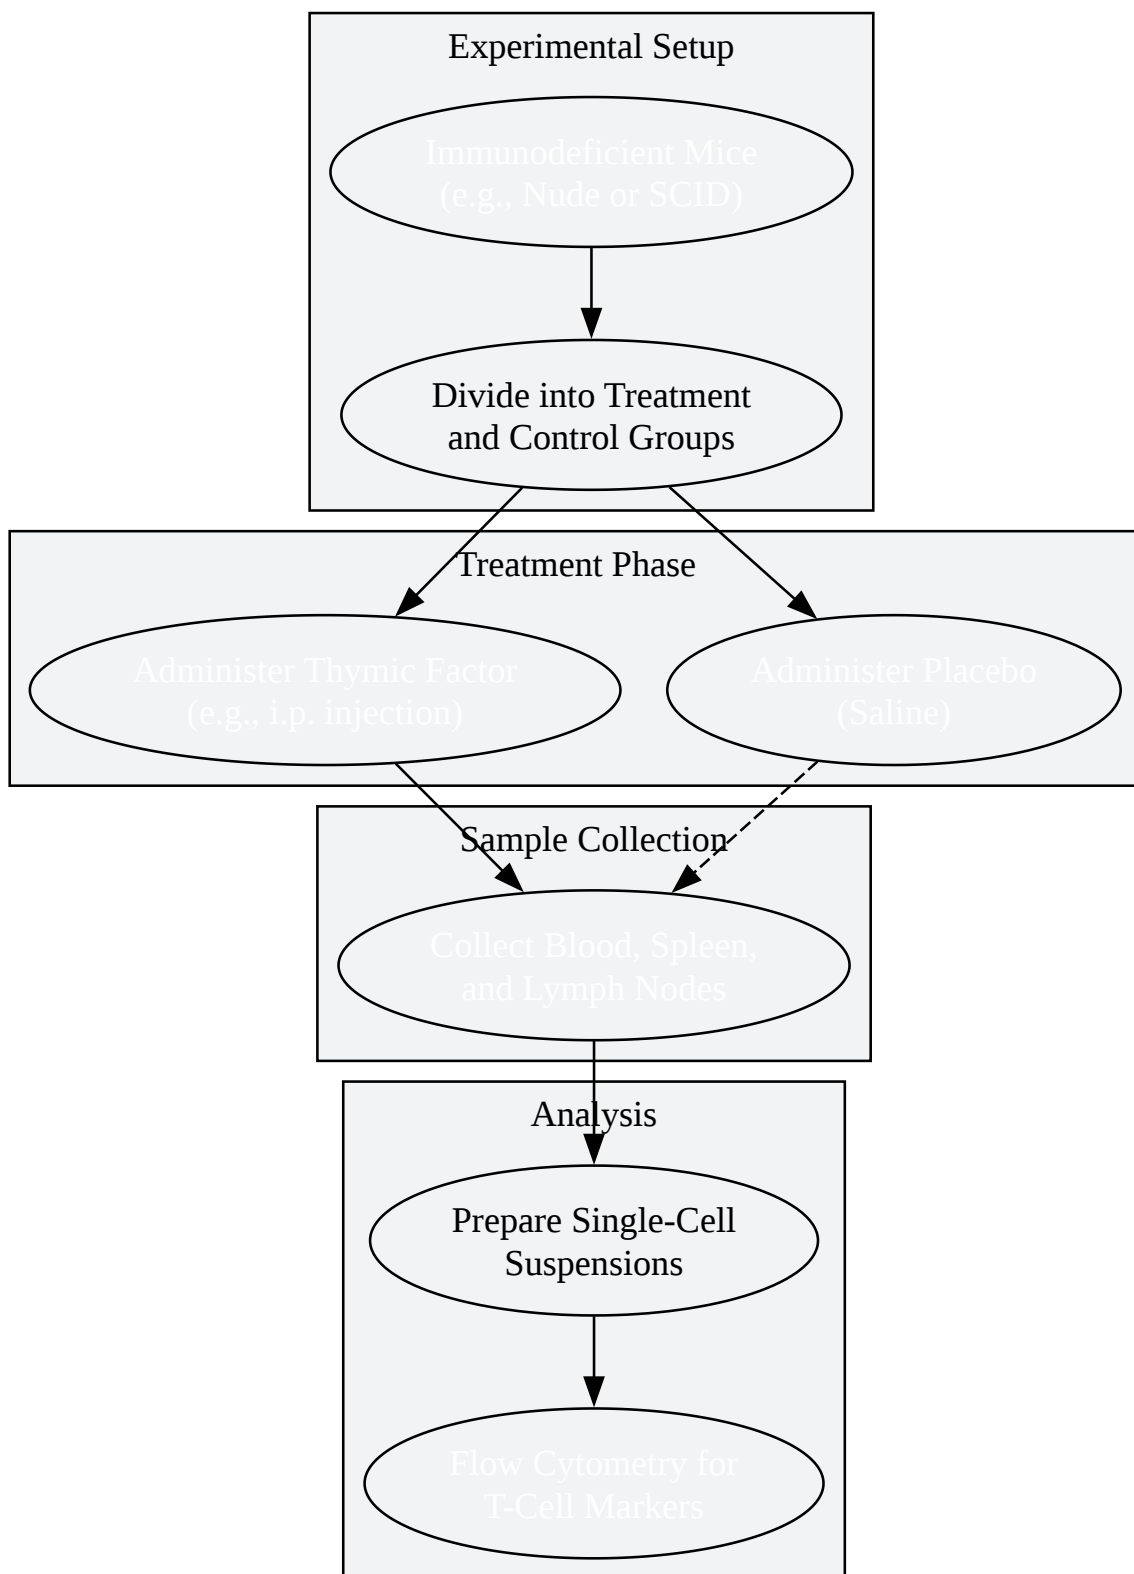 Experimental Setup
Immunodeficient Mice
(e.g., Nude or SCID)
Divide into Treatment
and Control Groups
Treatment Phase
Administer Thymic Factor
(e.g., i.p. injection)
Administer Placebo
(Saline)
Sample Collection
Collect Blood, Spleen,
and Lymph Nodes
Analysis
Prepare Single-Cell
Suspensions
Flow Cytometry for
T-Cell Markers